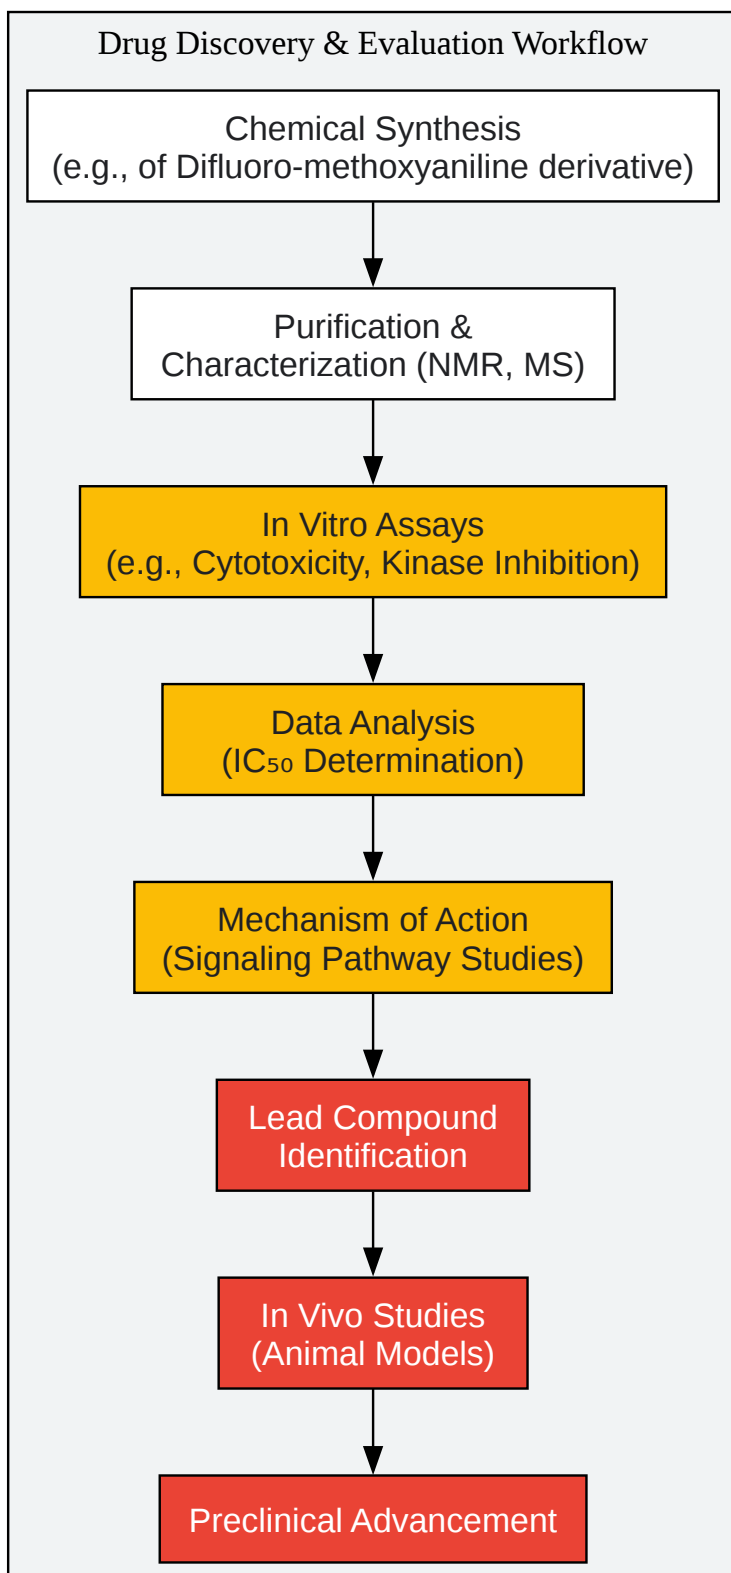 Drug Discovery & Evaluation Workflow
Chemical Synthesis
(e.g., of Difluoro-methoxyaniline derivative)
Purification &
Characterization (NMR, MS)
In Vitro Assays
(e.g., Cytotoxicity, Kinase Inhibition)
Data Analysis
(IC₅₀ Determination)
Mechanism of Action
(Signaling Pathway Studies)
Lead Compound
Identification
In Vivo Studies
(Animal Models)
Preclinical Advancement